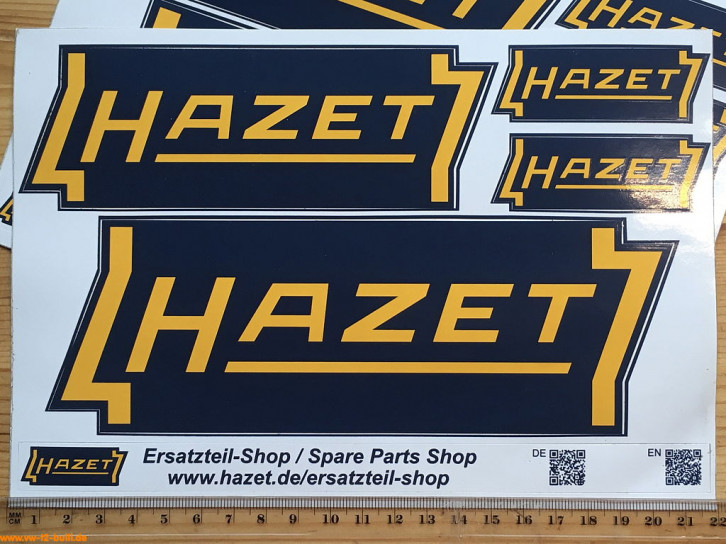 HAZET
HAZET
HAZET
HAZET
HAZET
HAZET
Ersatzteil-Shop / Spare Parts Shop
www.hazet.de/ersatzteil-shop
DE
EN
MM
CM
1 2 3 4 5 6 7 8 9 10 11 12 13 14 15 16 17 18 19 20 21 22
www.vw-t2-bulli.de